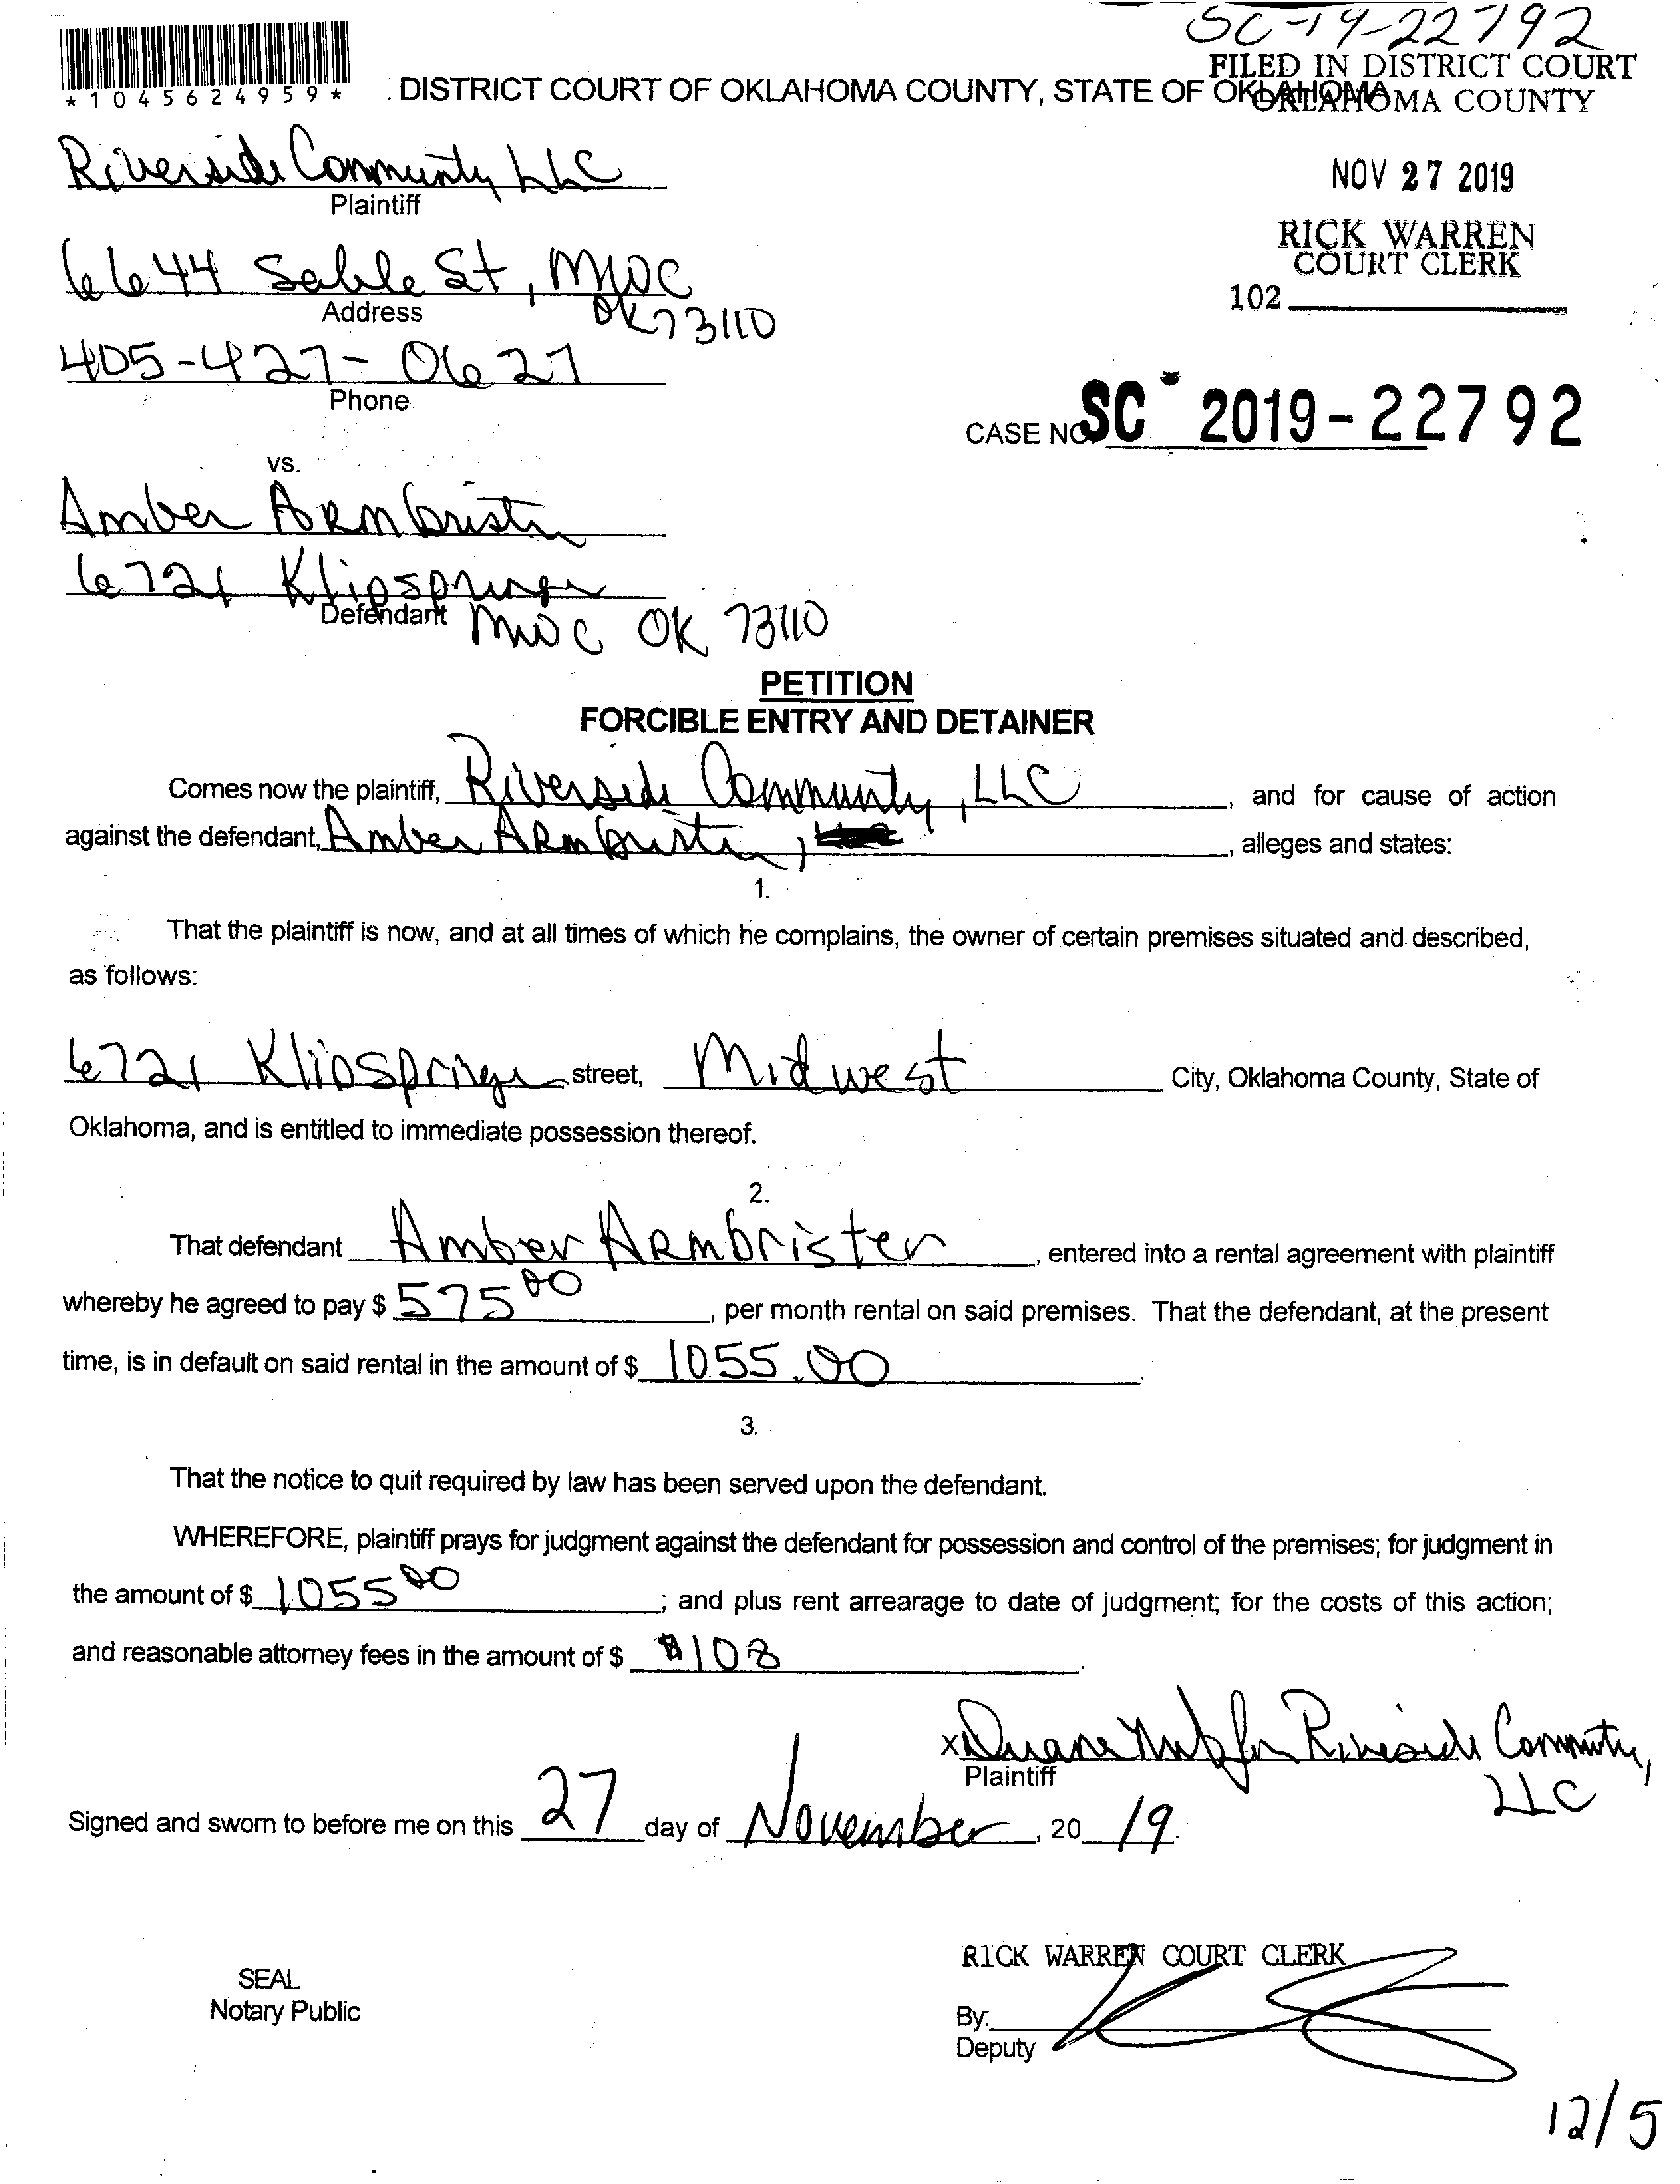 SC-19-22792
FILED IN DISTRICT COURT
OKLAHOMA COUNTY
*1045624959*
DISTRICT COURT OF OKLAHOMA COUNTY, STATE OF OKLAHOMA
Riverside Community LLC
Plaintiff
NOV 27 2019
RICK WARREN
COURT CLERK
102
6644 Sable St, MWC
Address
OK 73110
405-427-0627
Phone
CASE NO SC 2019-22792
vs.
Amber Armbrister
6721 Klipspringer
Defendant MWC OK 73110
PETITION
FORCIBLE ENTRY AND DETAINER
Comes now the plaintiff, Riverside Community, LLC, and for cause of action
against the defendant, Amber Armbrister, , alleges and states:
1.
That the plaintiff is now, and at all times of which he complains, the owner of certain premises situated and described,
as follows:
6721 Klipspringer street, Midwest City, Oklahoma County, State of
Oklahoma, and is entitled to immediate possession thereof.
2.
That defendant Amber Armbrister, entered into a rental agreement with plaintiff
whereby he agreed to pay $ 575 00, per month rental on said premises. That the defendant, at the present
time, is in default on said rental in the amount of $ 1055.00.
3.
That the notice to quit required by law has been served upon the defendant.
WHEREFORE, plaintiff prays for judgment against the defendant for possession and control of the premises; for judgment in
the amount of $ 1055 00; and plus rent arrearage to date of judgment; for the costs of this action;
and reasonable attorney fees in the amount of $ $108.
x Duane for Riverside Community,
Plaintiff
LLC
Signed and sworn to before me on this 27 day of November, 20 19.
RICK WARREN COURT CLERK
SEAL
Notary Public
By:
Deputy
12/5